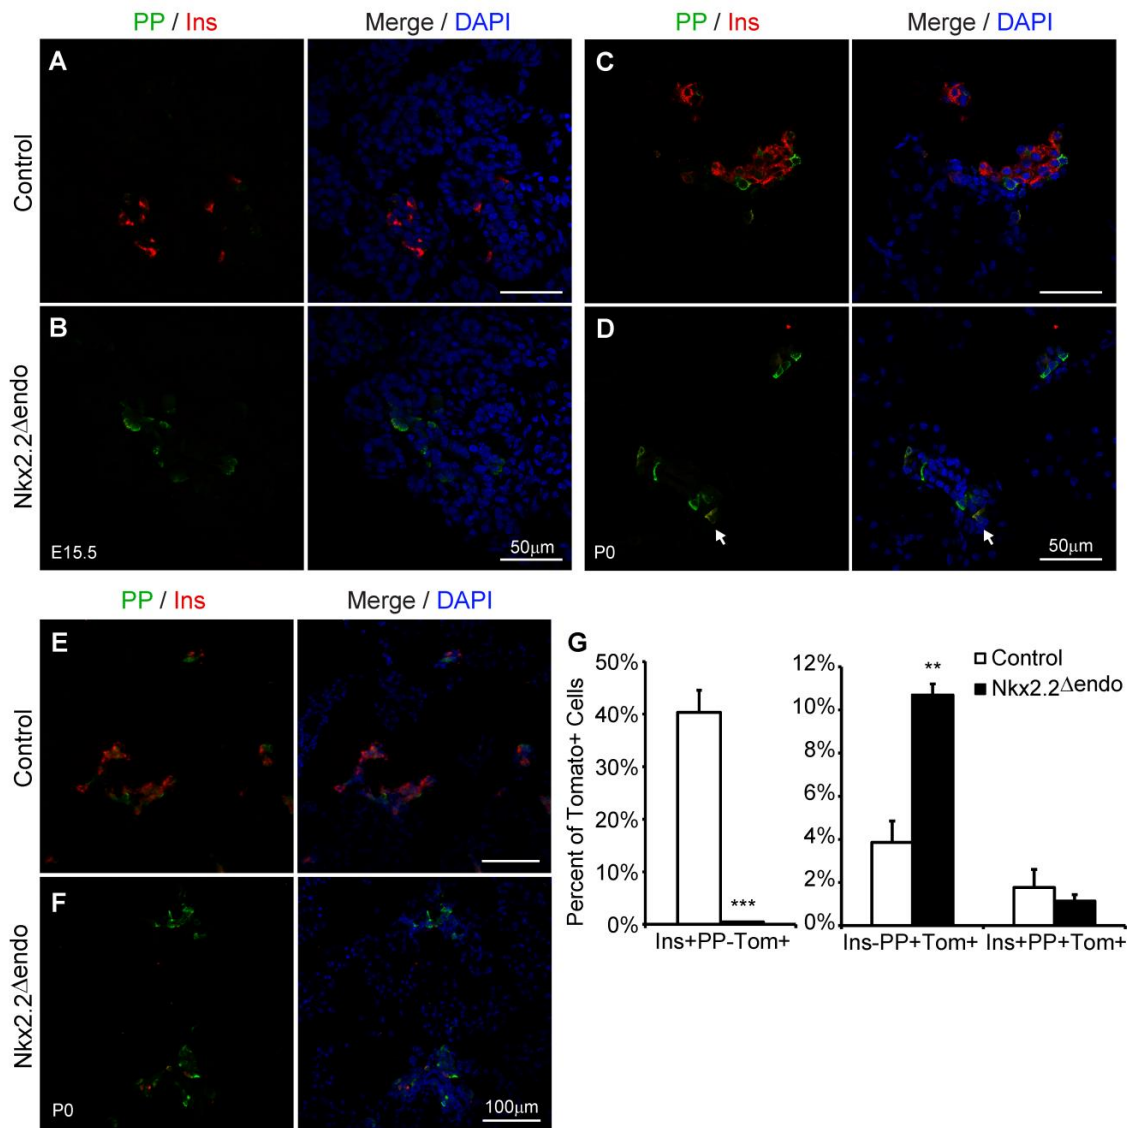 PP / Ins
Merge / DAPI
PP / Ins
Merge / DAPI
Control
A
C
Nkx2.2Δendo
B
E15.5
50μm
D
P0
50μm
PP / Ins
Merge / DAPI
Control
E
Nkx2.2Δendo
F
P0
100μm
G
Percent of Tomato+ Cells
50%
40%
30%
20%
10%
0%
***
Ins+PP-Tom+
12%
10%
8%
6%
4%
2%
0%
**
Ins-PP+Tom+
Ins+PP+Tom+
Control
Nkx2.2Δendo